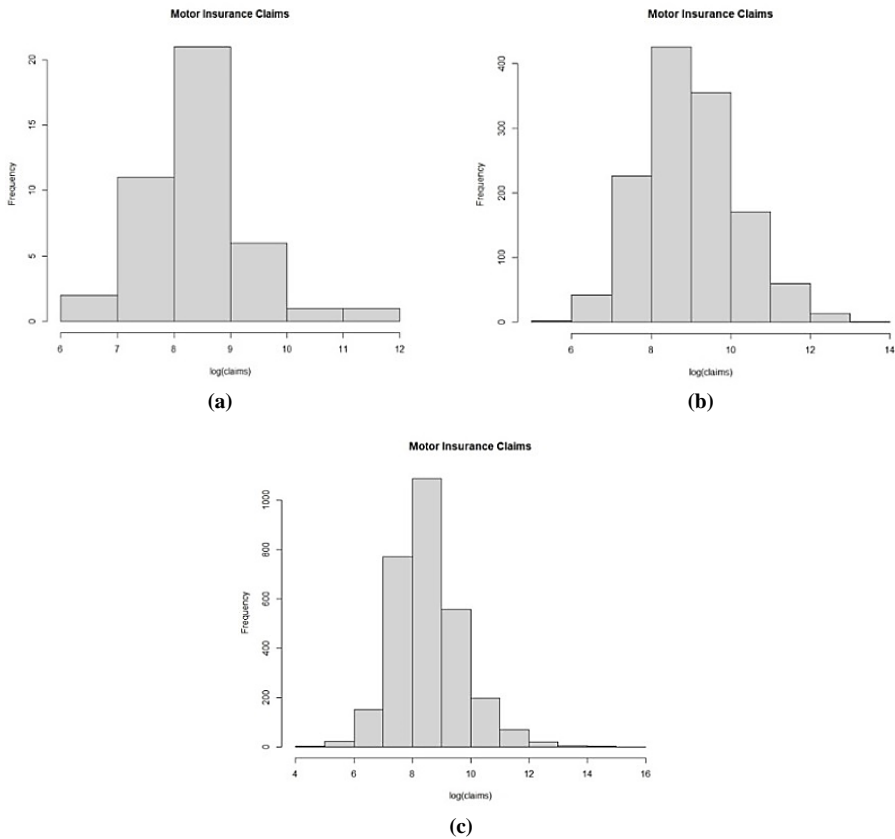 Motor Insurance Claims
Frequency
20
15
10
5
0
6 7 8 9 10 11 12
log(claims)
(a)
Motor Insurance Claims
Frequency
400
300
200
100
0
6 8 10 12 14
log(claims)
(b)
Motor Insurance Claims
Frequency
1000
800
600
400
200
0
4 6 8 10 12 14 16
log(claims)
(c)